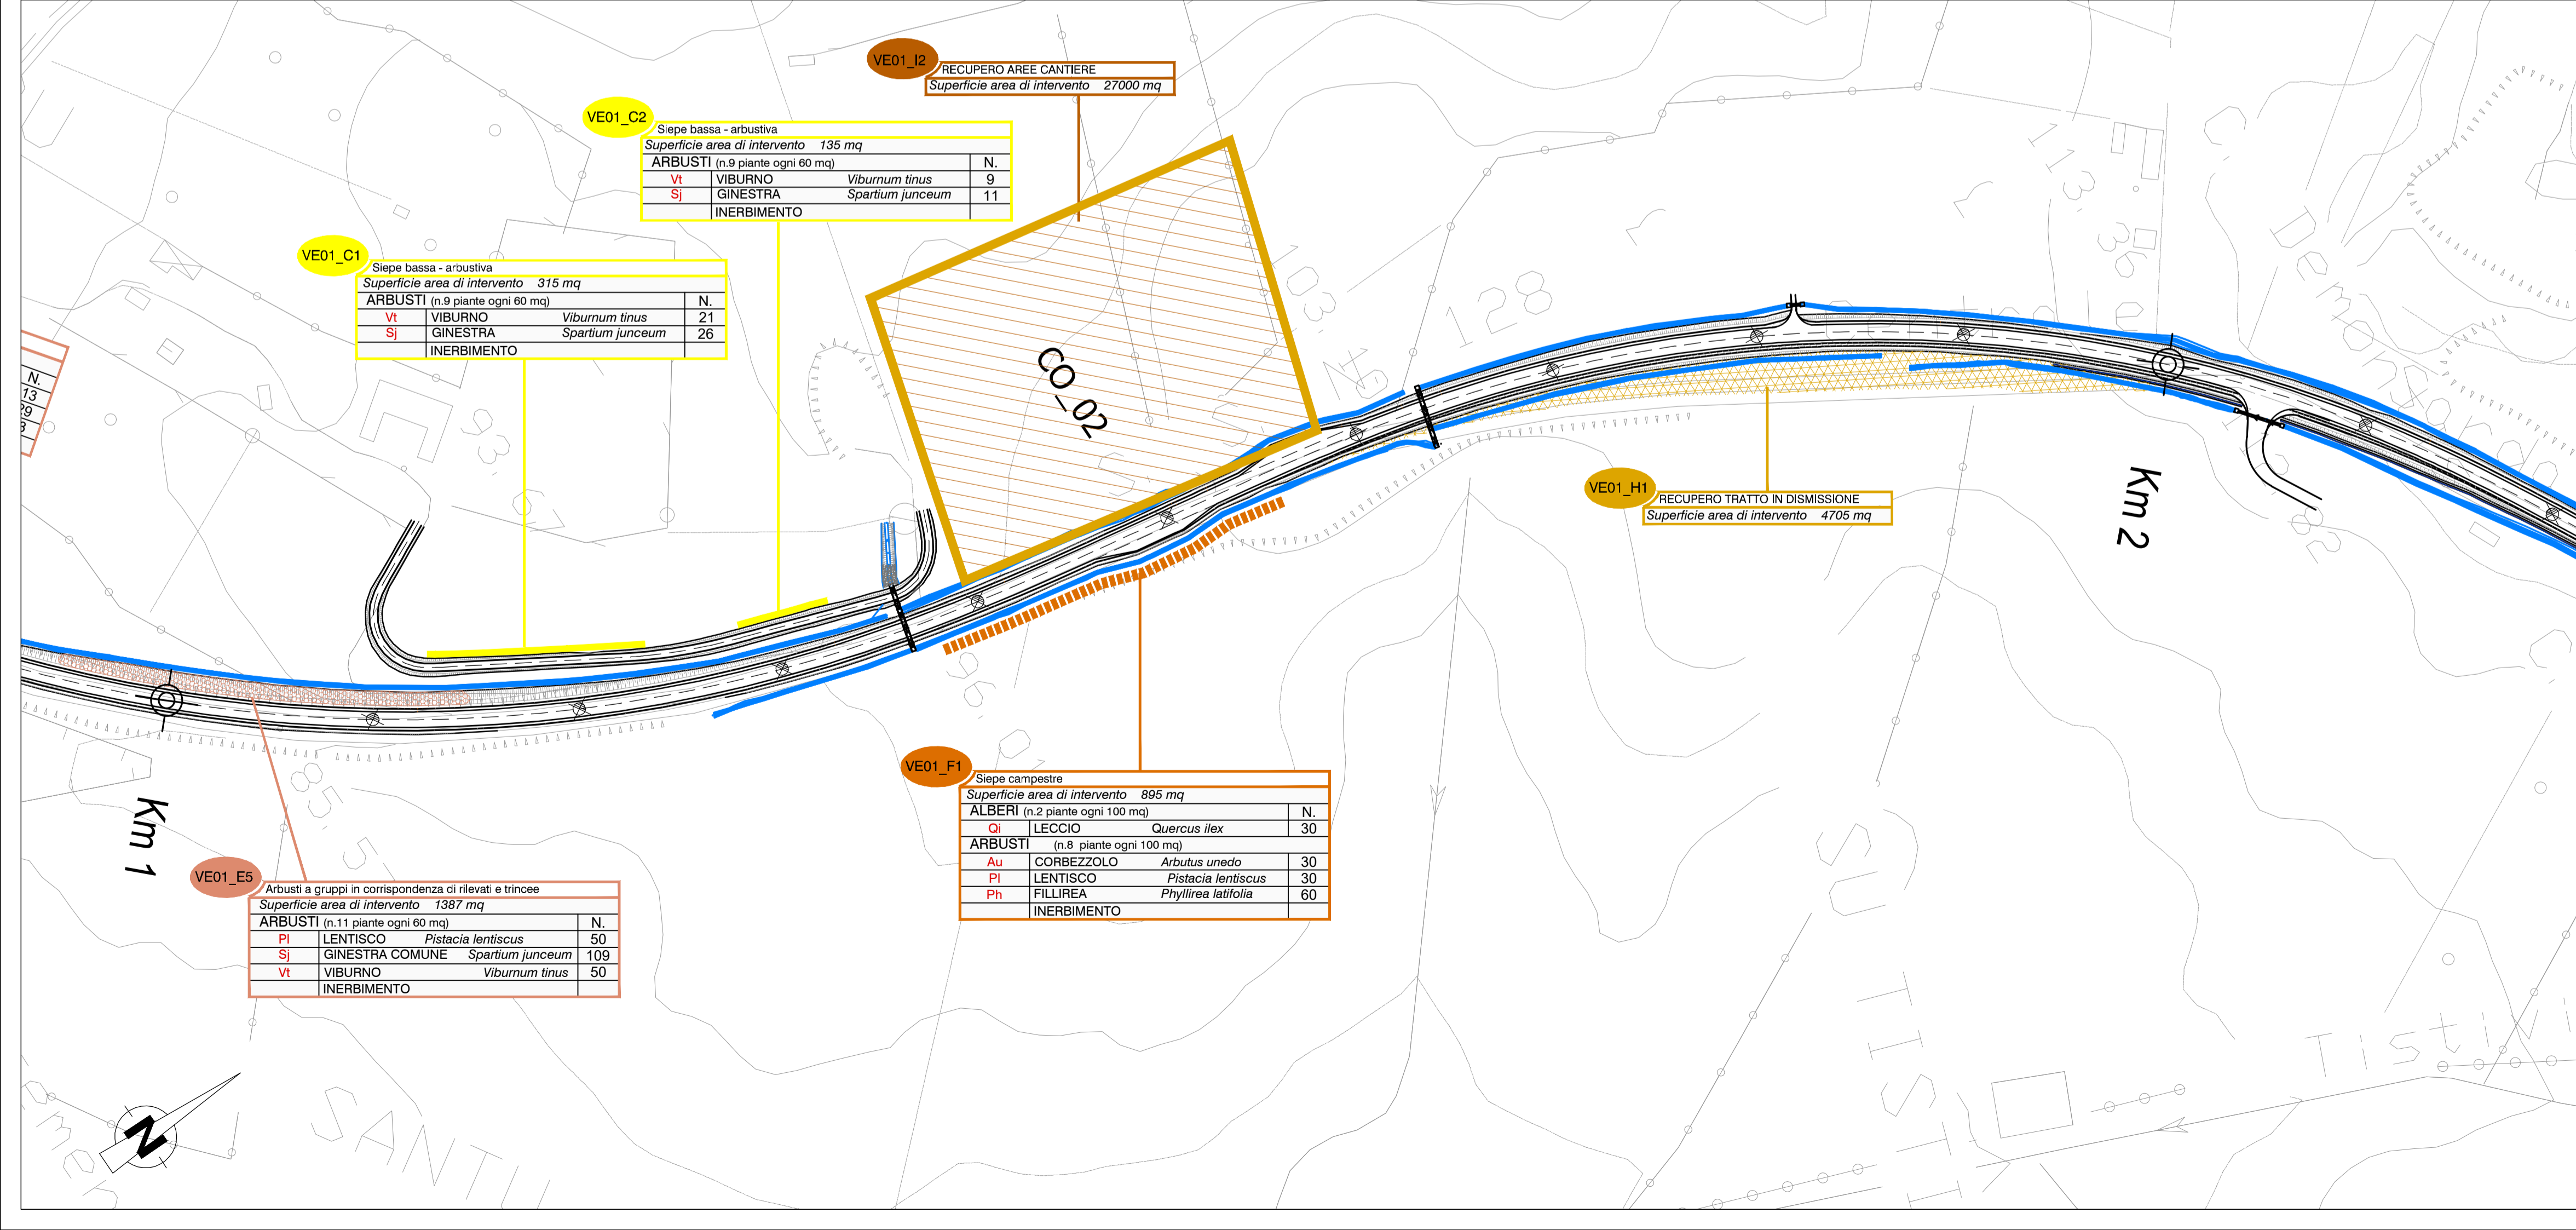 VE01_I2
RECUPERO AREE CANTIERE
Superficie area di intervento 27000 mq
VE01_C2
Siepe bassa - arbustiva
Superficie area di intervento 135 mq
ARBUSTI (n.9 piante ogni 60 mq) N.
Vt VIBURNO Viburnum tinus 9
Sj GINESTRA Spartium junceum 11
INERBIMENTO
VE01_C1
Siepe bassa - arbustiva
Superficie area di intervento 315 mq
ARBUSTI (n.9 piante ogni 60 mq) N.
Vt VIBURNO Viburnum tinus 21
Sj GINESTRA Spartium junceum 26
INERBIMENTO
N.
13
CO_02
VE01_H1
RECUPERO TRATTO IN DISMISSIONE
Superficie area di intervento 4705 mq
Km 2
Km 1
VE01_F1
Siepe campestre
Superficie area di intervento 895 mq
ALBERI (n.2 piante ogni 100 mq) N.
Qi LECCIO Quercus ilex 30
ARBUSTI (n.8 piante ogni 100 mq)
Au CORBEZZOLO Arbutus unedo 30
Pl LENTISCO Pistacia lentiscus 30
Ph FILLIREA Phyllirea latifolia 60
INERBIMENTO
VE01_E5
Arbusti a gruppi in corrispondenza di rilevati e trincee
Superficie area di intervento 1387 mq
ARBUSTI (n.11 piante ogni 60 mq) N.
Pl LENTISCO Pistacia lentiscus 50
Sj GINESTRA COMUNE Spartium junceum 109
Vt VIBURNO Viburnum tinus 50
INERBIMENTO
N